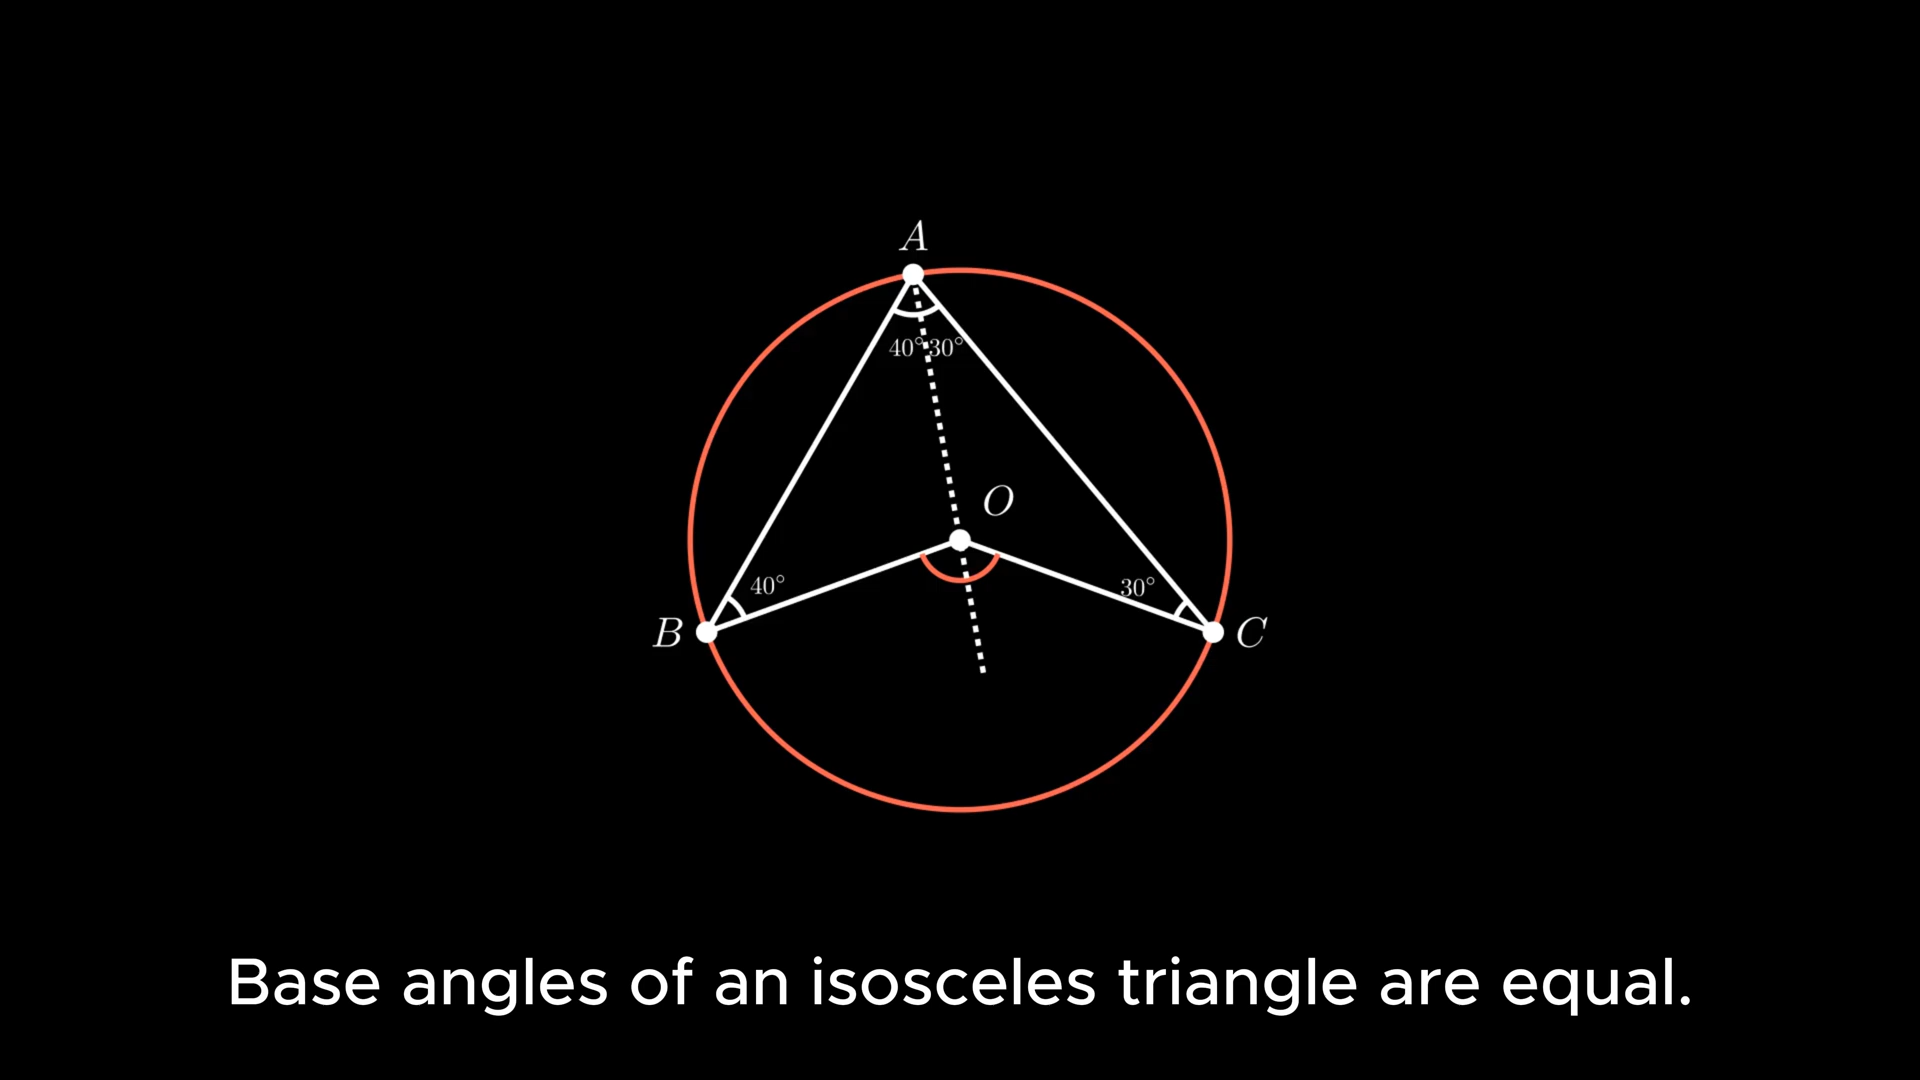 A
40° 30°
O
40°
30°
B
C
Base angles of an isosceles triangle are equal.